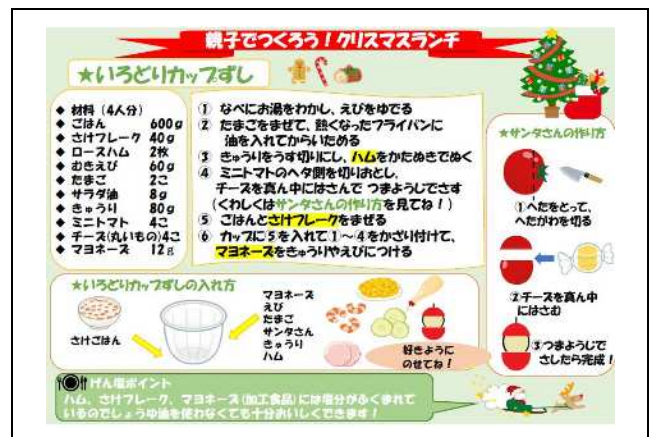 親子でつくろう！クリスマスランチ
★いろどりカップずし
◆ 材料（4人分）
◆ ごはん 600g
◆ さけフレーク 40g
◆ ロースハム 2枚
◆ むきえび 60g
◆ たまご 2こ
◆ サラダ油 8g
◆ きゅうり 80g
◆ ミニトマト 4こ
◆ チーズ(丸いもの)4こ
◆ マヨネーズ 12g
① なべにお湯をわかし、えびをゆでる
② たまごをまぜて、熱くなったフライパンに
油を入れてからいためる
③ きゅうりをうす切りにし、ハムをかたぬきでぬく
④ ミニトマトのヘタ側を切りおとし、
チーズを真ん中にはさんで つまようじでさす
（くわしくはサンタさんの作り方を見てね！）
⑤ ごはんとさけフレークをまぜる
⑥ カップに⑤を入れて①～④をかざり付けて、
マヨネーズをきゅうりやえびにつける
★サンタさんの作り方
①へたをとって、
へたがわを切る
②チーズを真ん中
にはさむ
③つまようじで
さしたら完成！
★いろどりカップずしの入れ方
さけごはん
マヨネーズ
えび
たまご
サンタさん
きゅうり
ハム
好きように
のせてね！
げん塩ポイント
ハム、さけフレーク、マヨネーズ(加工食品)には塩分がふくまれて
いるのでしょうゆ油を使わなくても十分おいしくできます！